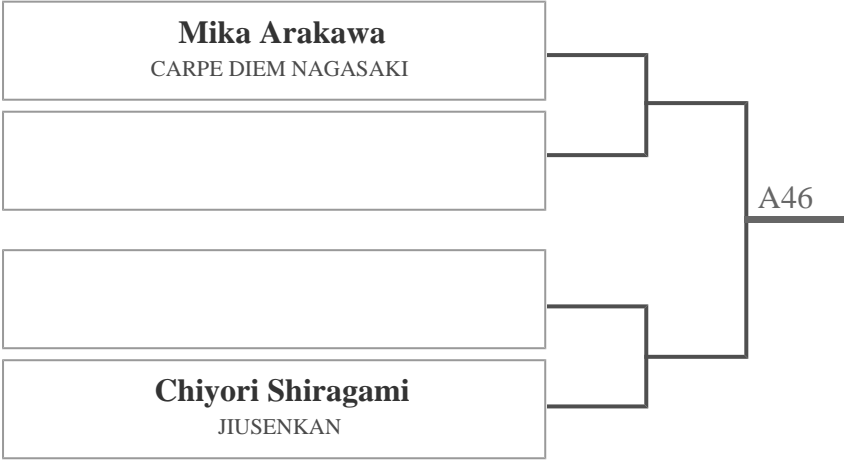 Mika Arakawa
CARPE DIEM NAGASAKI
A46
Chiyori Shiragami
JIUSENKAN